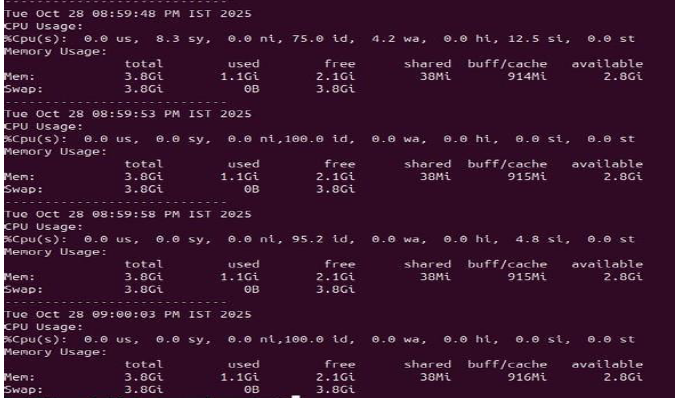 -----------------------------
Tue Oct 28 08:59:48 PM IST 2025
CPU Usage:
%Cpu(s):  0.0 us,  8.3 sy,  0.0 ni, 75.0 id,  4.2 wa,  0.0 hi, 12.5 si,  0.0 st
Memory Usage:
total used free shared buff/cache available
Mem: 3.8Gi 1.1Gi 2.1Gi 38Mi 914Mi 2.8Gi
Swap: 3.8Gi 0B 3.8Gi
-----------------------------
Tue Oct 28 08:59:53 PM IST 2025
CPU Usage:
%Cpu(s):  0.0 us,  0.0 sy,  0.0 ni,100.0 id,  0.0 wa,  0.0 hi,  0.0 si,  0.0 st
Memory Usage:
total used free shared buff/cache available
Mem: 3.8Gi 1.1Gi 2.1Gi 38Mi 915Mi 2.8Gi
Swap: 3.8Gi 0B 3.8Gi
-----------------------------
Tue Oct 28 08:59:58 PM IST 2025
CPU Usage:
%Cpu(s):  0.0 us,  0.0 sy,  0.0 ni, 95.2 id,  0.0 wa,  0.0 hi,  4.8 si,  0.0 st
Memory Usage:
total used free shared buff/cache available
Mem: 3.8Gi 1.1Gi 2.1Gi 38Mi 915Mi 2.8Gi
Swap: 3.8Gi 0B 3.8Gi
-----------------------------
Tue Oct 28 09:00:03 PM IST 2025
CPU Usage:
%Cpu(s):  0.0 us,  0.0 sy,  0.0 ni,100.0 id,  0.0 wa,  0.0 hi,  0.0 si,  0.0 st
Memory Usage:
total used free shared buff/cache available
Mem: 3.8Gi 1.1Gi 2.1Gi 38Mi 916Mi 2.8Gi
Swap: 3.8Gi 0B 3.8Gi